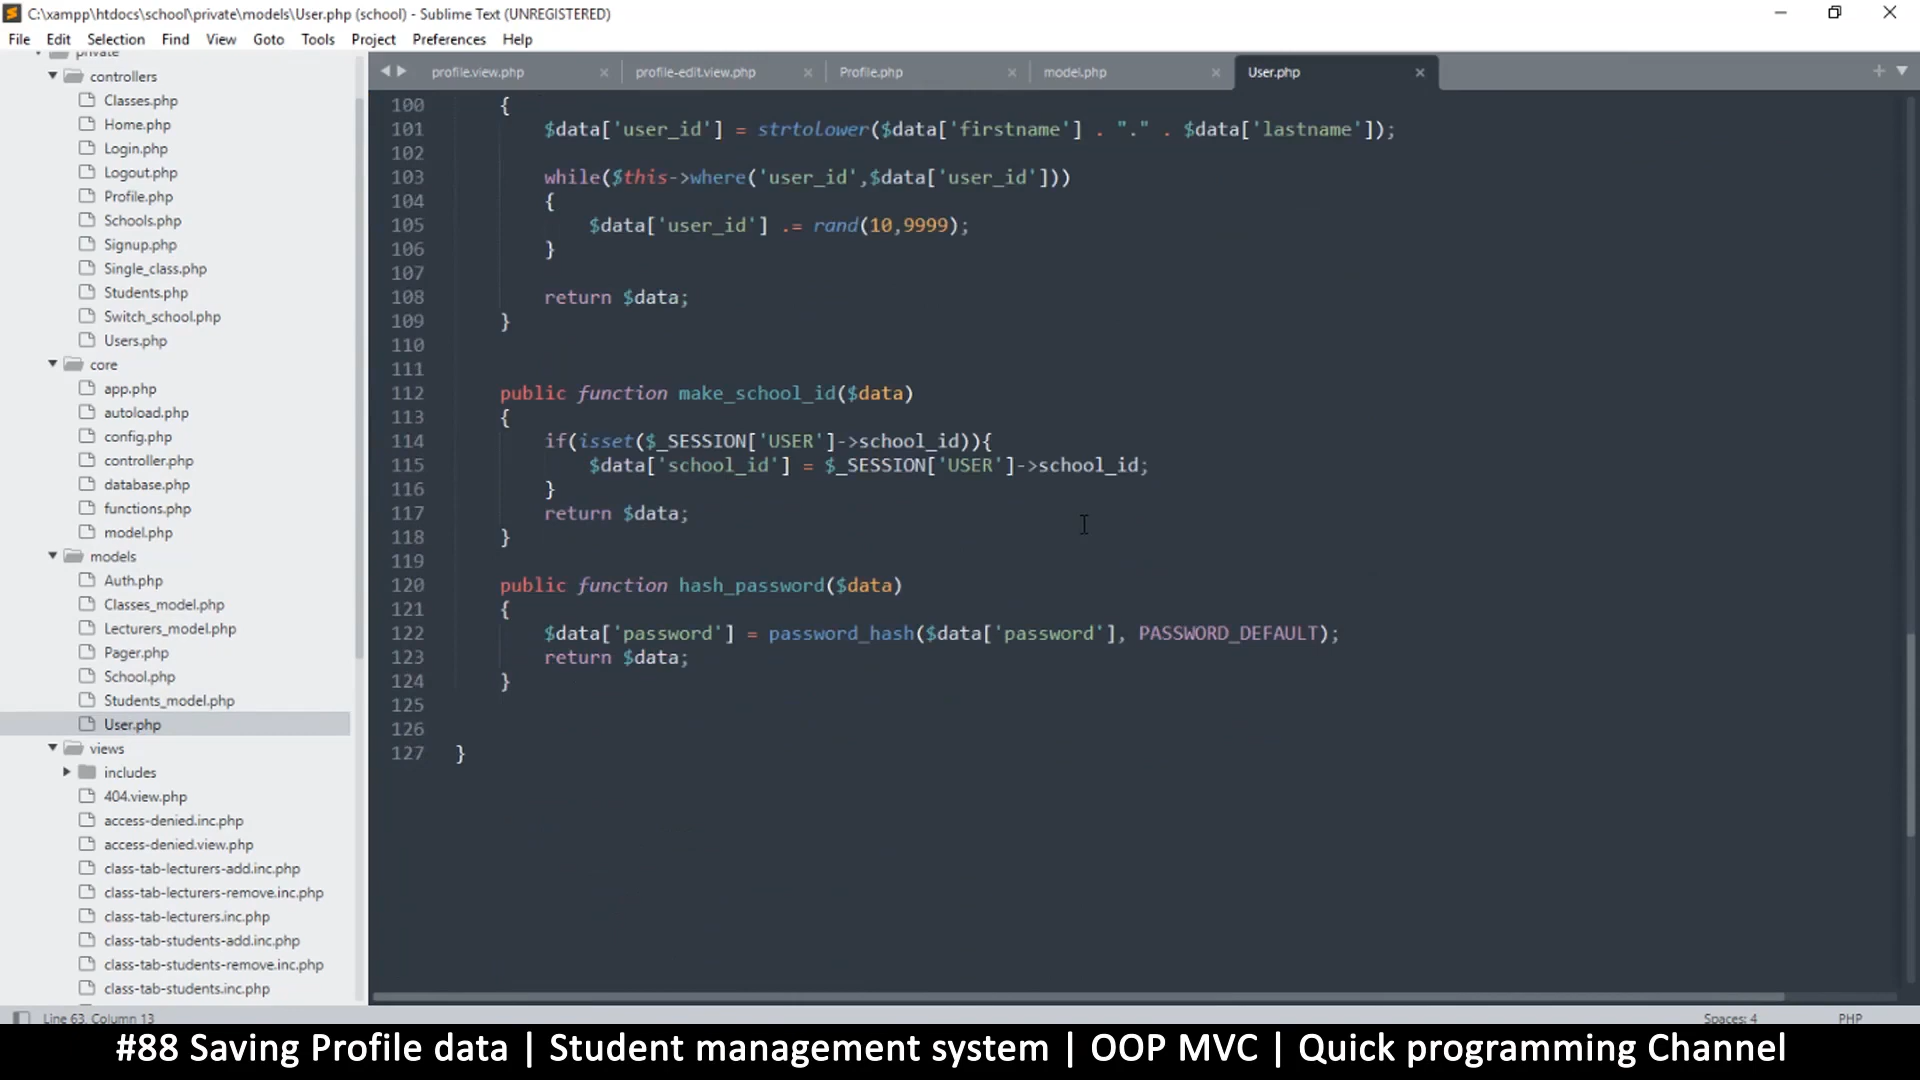 C:\xampp\htdocs\school\private\models\User.php (school) - Sublime Text (UNREGISTERED)
File Edit Selection Find View Goto Tools Project Preferences Help
private
controllers
Classes.php
Home.php
Login.php
Logout.php
Profile.php
Schools.php
Signup.php
Single_class.php
Students.php
Switch_school.php
Users.php
core
app.php
autoload.php
config.php
controller.php
database.php
functions.php
model.php
models
Auth.php
Classes_model.php
Lecturers_model.php
Pager.php
School.php
Students_model.php
User.php
views
includes
404.view.php
access-denied.inc.php
access-denied.view.php
class-tab-lecturers-add.inc.php
class-tab-lecturers-remove.inc.php
class-tab-lecturers.inc.php
class-tab-students-add.inc.php
class-tab-students-remove.inc.php
class-tab-students.inc.php
profile.view.php profile-edit.view.php Profile.php model.php User.php
100 {
101 $data['user_id'] = strtolower($data['firstname'] . "." . $data['lastname']);
102
103 while($this->where('user_id',$data['user_id']))
104 {
105 $data['user_id'] .= rand(10,9999);
106 }
107
108 return $data;
109 }
110
111
112 public function make_school_id($data)
113 {
114 if(isset($_SESSION['USER']->school_id)){
115 $data['school_id'] = $_SESSION['USER']->school_id;
116 }
117 return $data;
118 }
119
120 public function hash_password($data)
121 {
122 $data['password'] = password_hash($data['password'], PASSWORD_DEFAULT);
123 return $data;
124 }
125
126
127 }
Line 63, Column 13 Spaces: 4 PHP
#88 Saving Profile data | Student management system | OOP MVC | Quick programming Channel